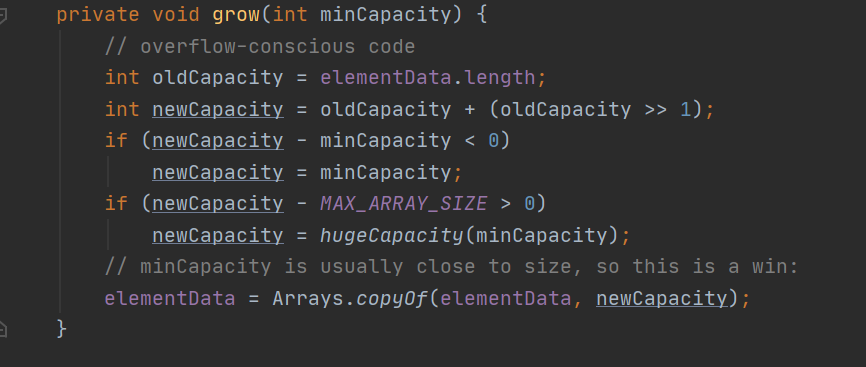 private void grow(int minCapacity) {
    // overflow-conscious code
    int oldCapacity = elementData.length;
    int newCapacity = oldCapacity + (oldCapacity >> 1);
    if (newCapacity - minCapacity < 0)
        newCapacity = minCapacity;
    if (newCapacity - MAX_ARRAY_SIZE > 0)
        newCapacity = hugeCapacity(minCapacity);
    // minCapacity is usually close to size, so this is a win:
    elementData = Arrays.copyOf(elementData, newCapacity);
}